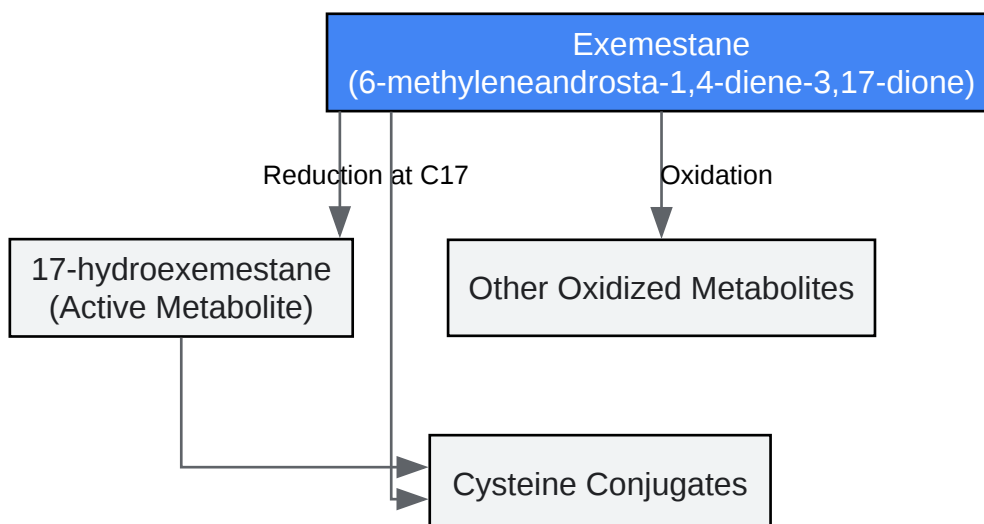 Exemestane
(6-methyleneandrosta-1,4-diene-3,17-dione)
Reduction at C17
Oxidation
17-hydroexemestane
(Active Metabolite)
Other Oxidized Metabolites
Cysteine Conjugates